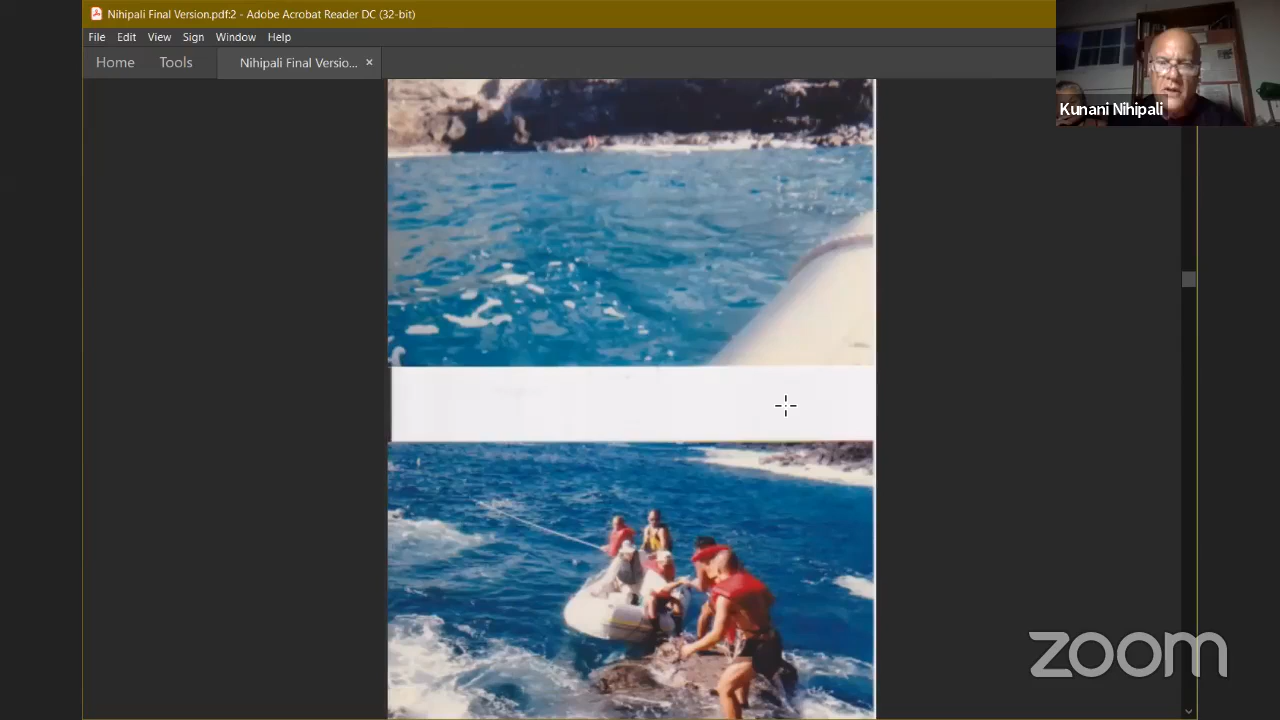 Nihipali Final Version.pdf:2 - Adobe Acrobat Reader DC (32-bit)
File Edit View Sign Window Help
Home Tools Nihipali Final Versio... ×
Kunani Nihipali
zoom